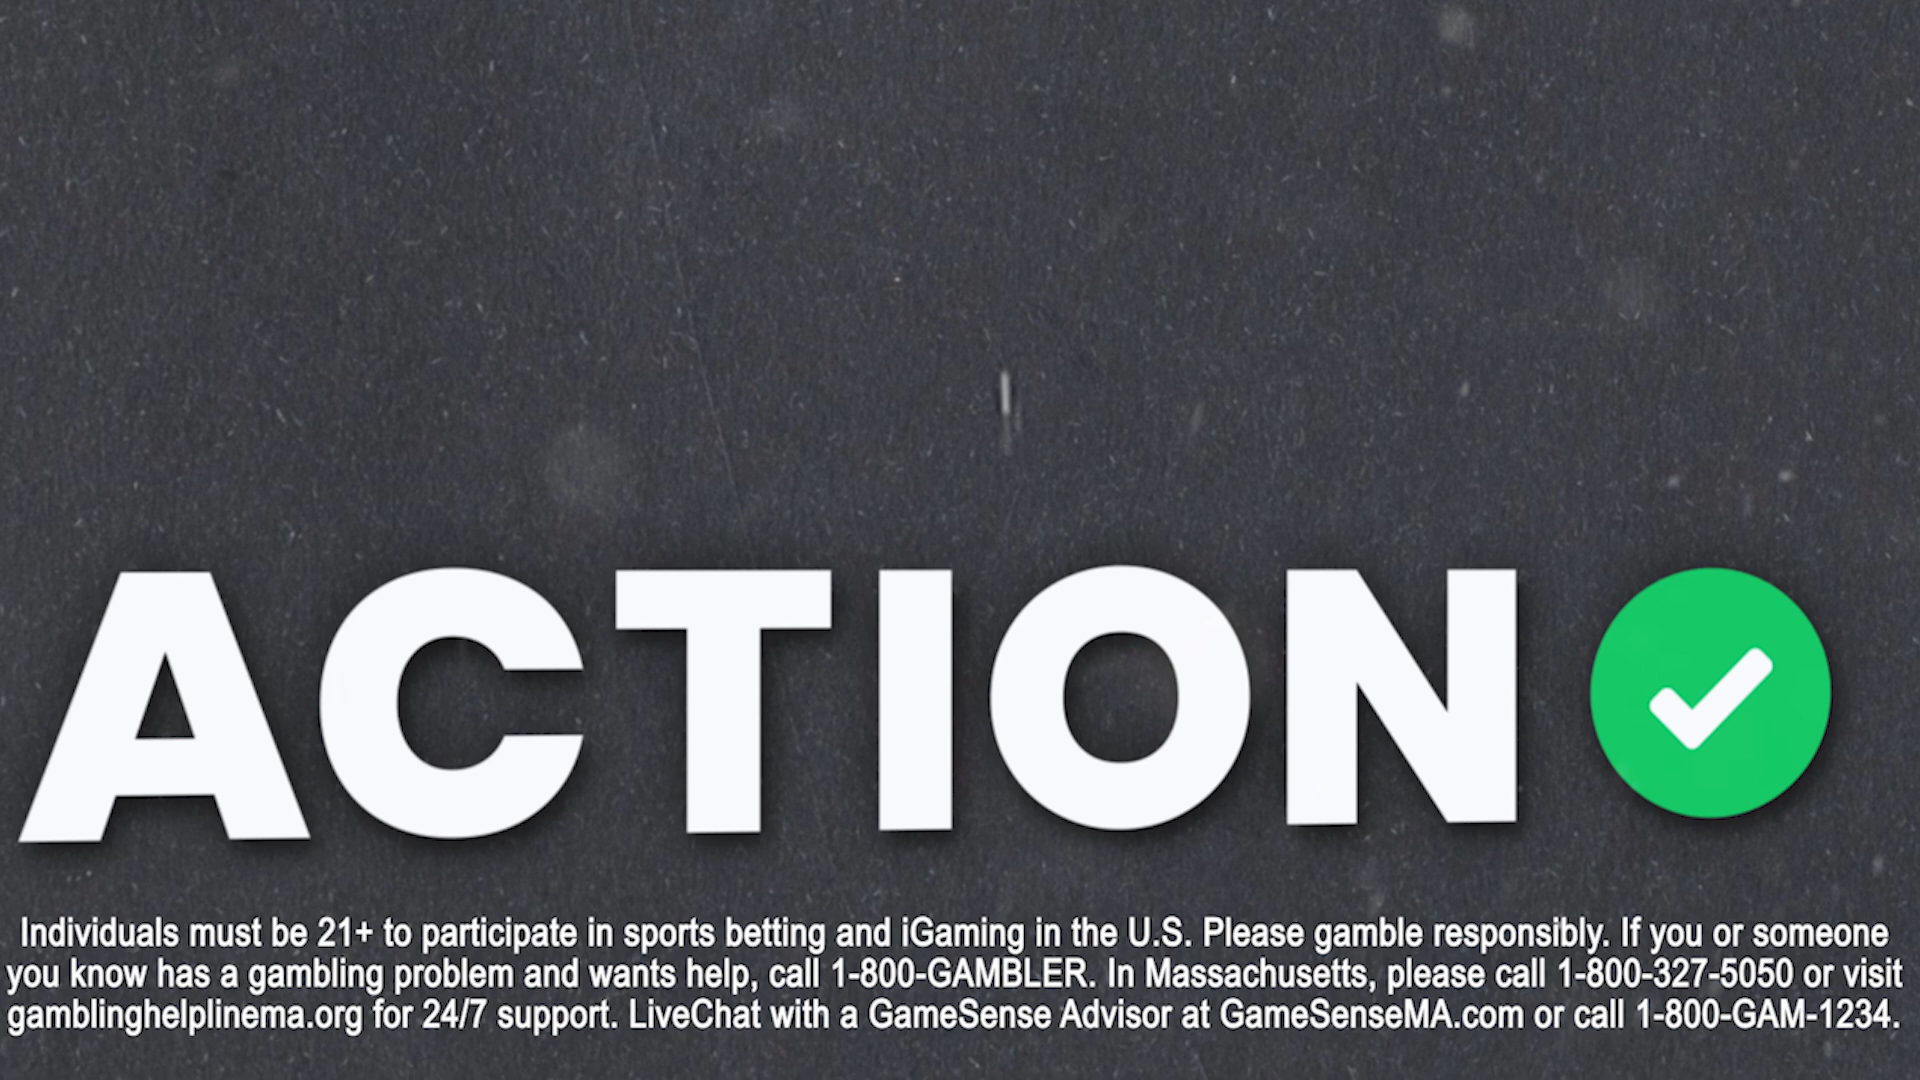 ACTION
Individuals must be 21+ to participate in sports betting and iGaming in the U.S. Please gamble responsibly. If you or someone
you know has a gambling problem and wants help, call 1-800-GAMBLER. In Massachusetts, please call 1-800-327-5050 or visit
gamblinghelplinema.org for 24/7 support. LiveChat with a GameSense Advisor at GameSenseMA.com or call 1-800-GAM-1234.